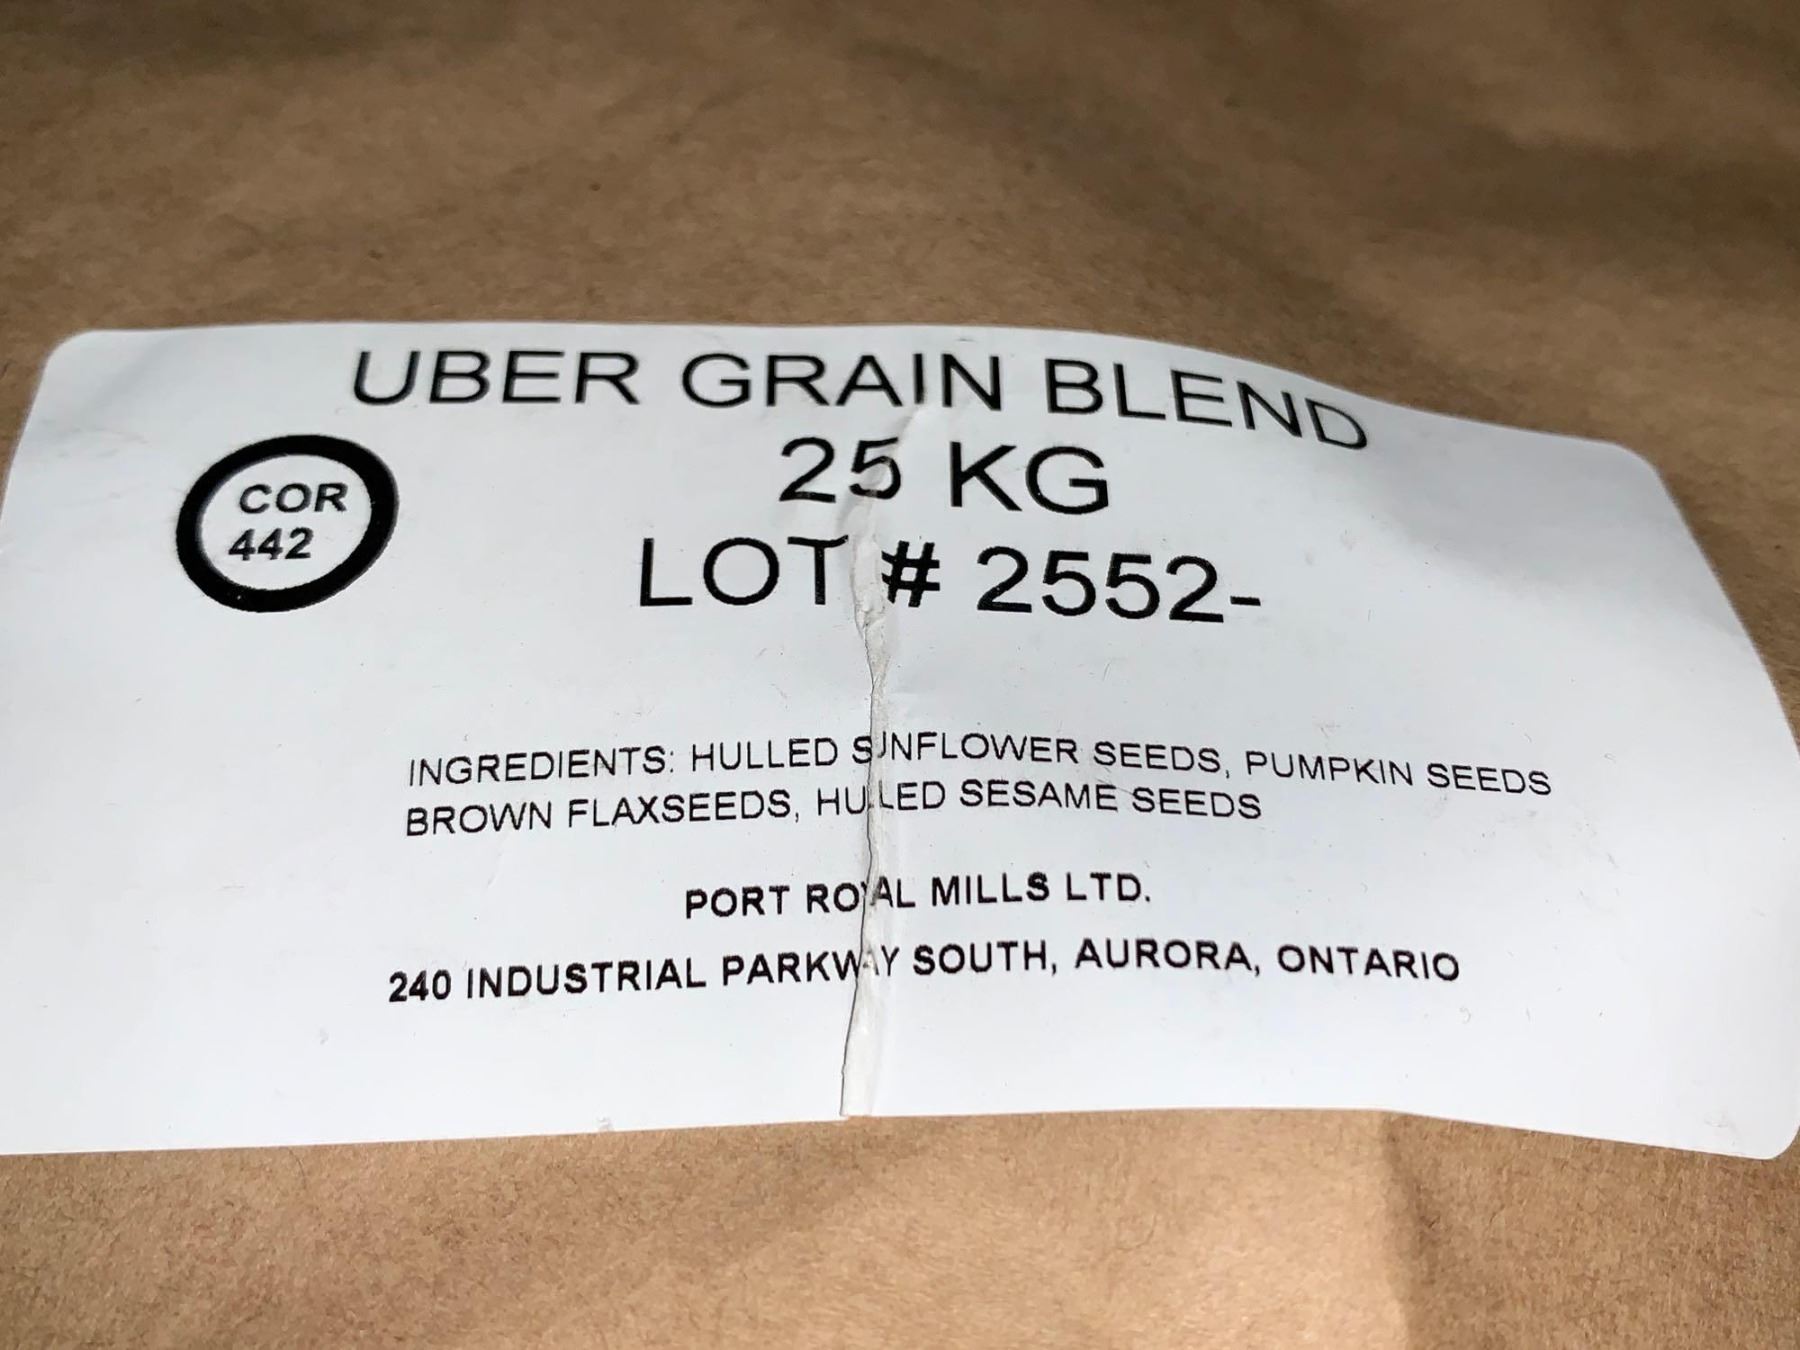 UBER GRAIN BLEND
COR
442
25 KG
LOT # 2552-
INGREDIENTS: HULLED SUNFLOWER SEEDS, PUMPKIN SEEDS
BROWN FLAXSEEDS, HULLED SESAME SEEDS
PORT ROYAL MILLS LTD.
240 INDUSTRIAL PARKWAY SOUTH, AURORA, ONTARIO